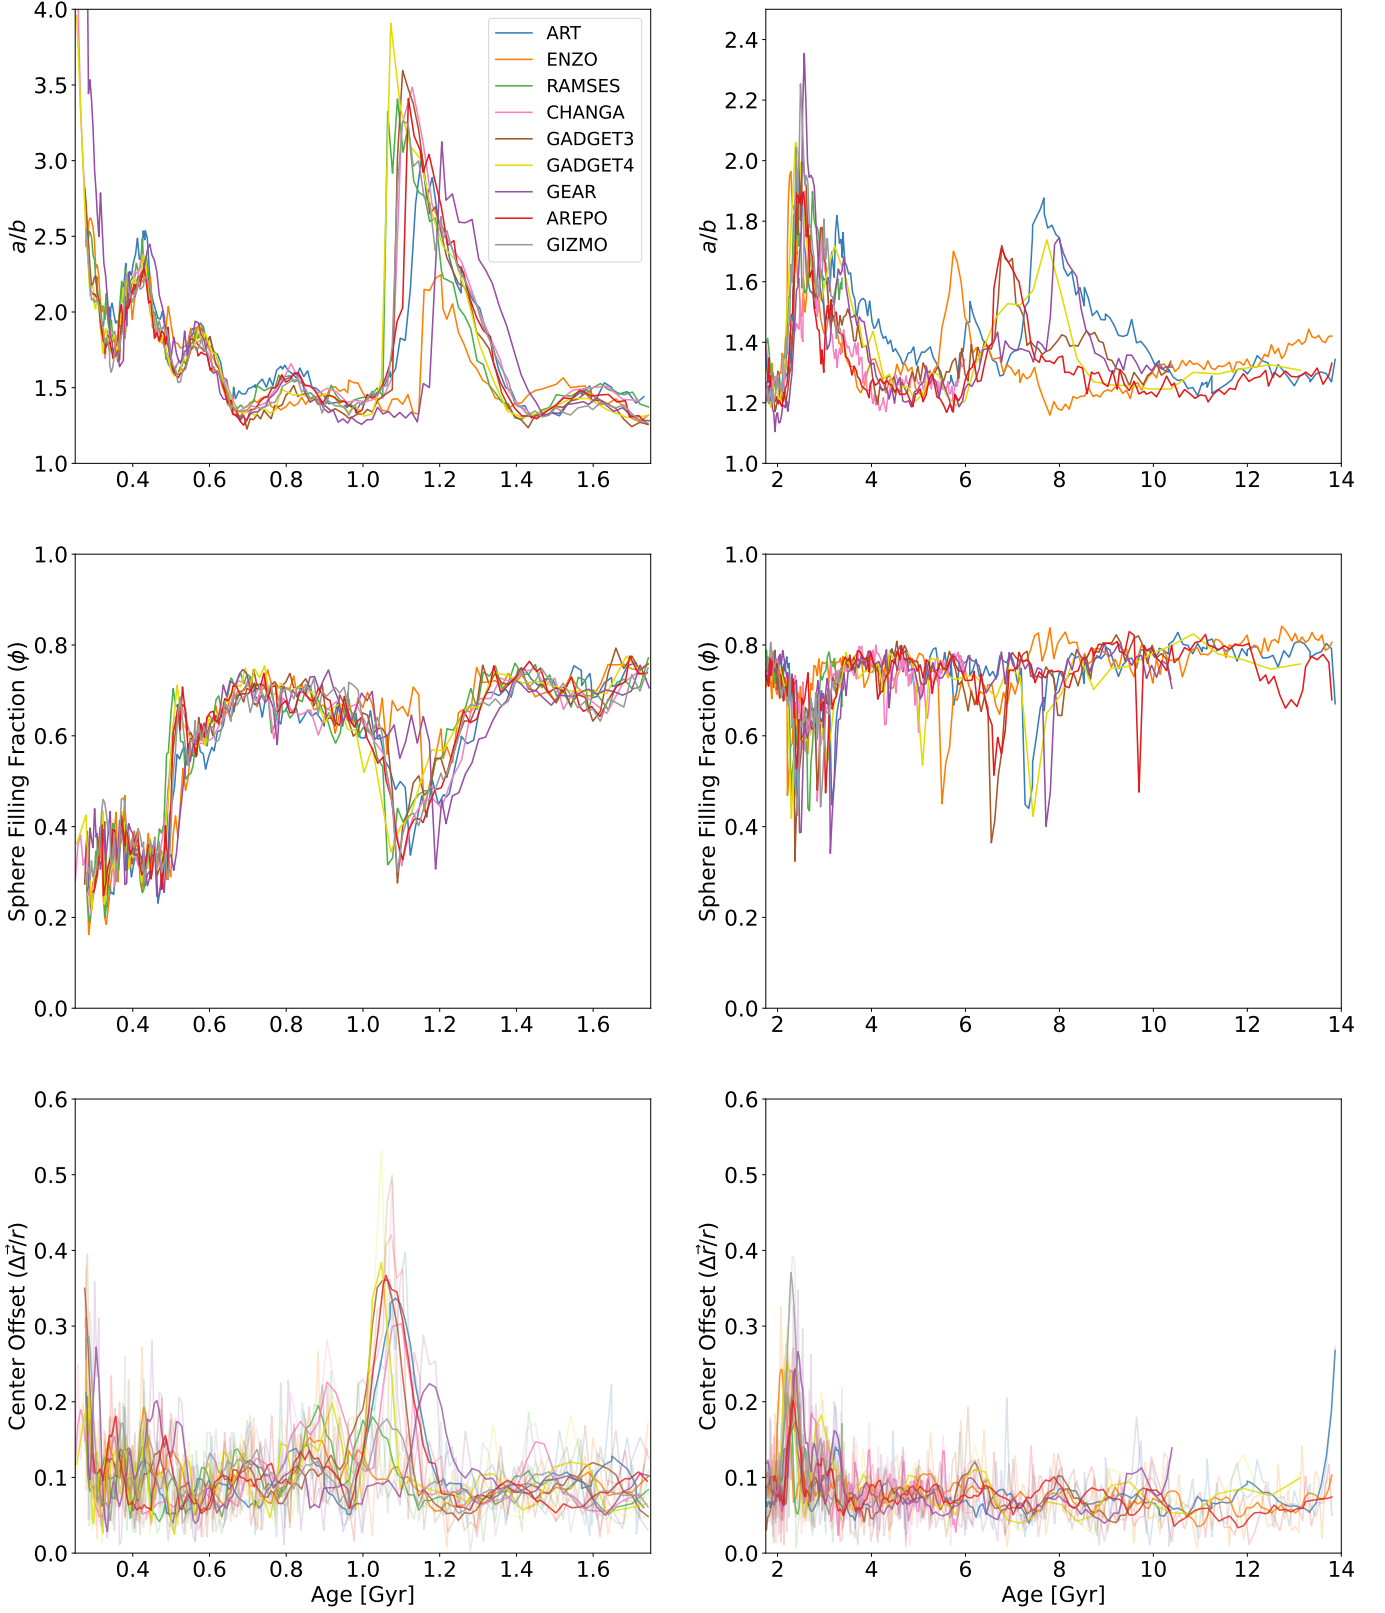 4.0
3.5
3.0
2.5
2.0
1.5
1.0
a/b
0.4 0.6 0.8 1.0 1.2 1.4 1.6
ART
ENZO
RAMSES
CHANGA
GADGET3
GADGET4
GEAR
AREPO
GIZMO
2.4
2.2
2.0
1.8
1.6
1.4
1.2
1.0
a/b
2 4 6 8 10 12 14
1.0
0.8
0.6
0.4
0.2
0.0
Sphere Filling Fraction (ϕ)
0.4 0.6 0.8 1.0 1.2 1.4 1.6
1.0
0.8
0.6
0.4
0.2
0.0
Sphere Filling Fraction (ϕ)
2 4 6 8 10 12 14
0.6
0.5
0.4
0.3
0.2
0.1
0.0
Center Offset (Δr⃗/r)
0.4 0.6 0.8 1.0 1.2 1.4 1.6
Age [Gyr]
0.6
0.5
0.4
0.3
0.2
0.1
0.0
Center Offset (Δr⃗/r)
2 4 6 8 10 12 14
Age [Gyr]